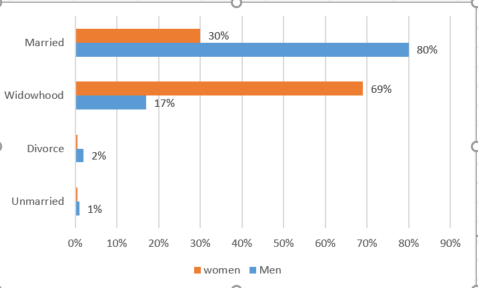 Married
30%
80%
Widowhood
69%
17%
Divorce
2%
Unmarried
1%
0% 10% 20% 30% 40% 50% 60% 70% 80% 90%
women Men